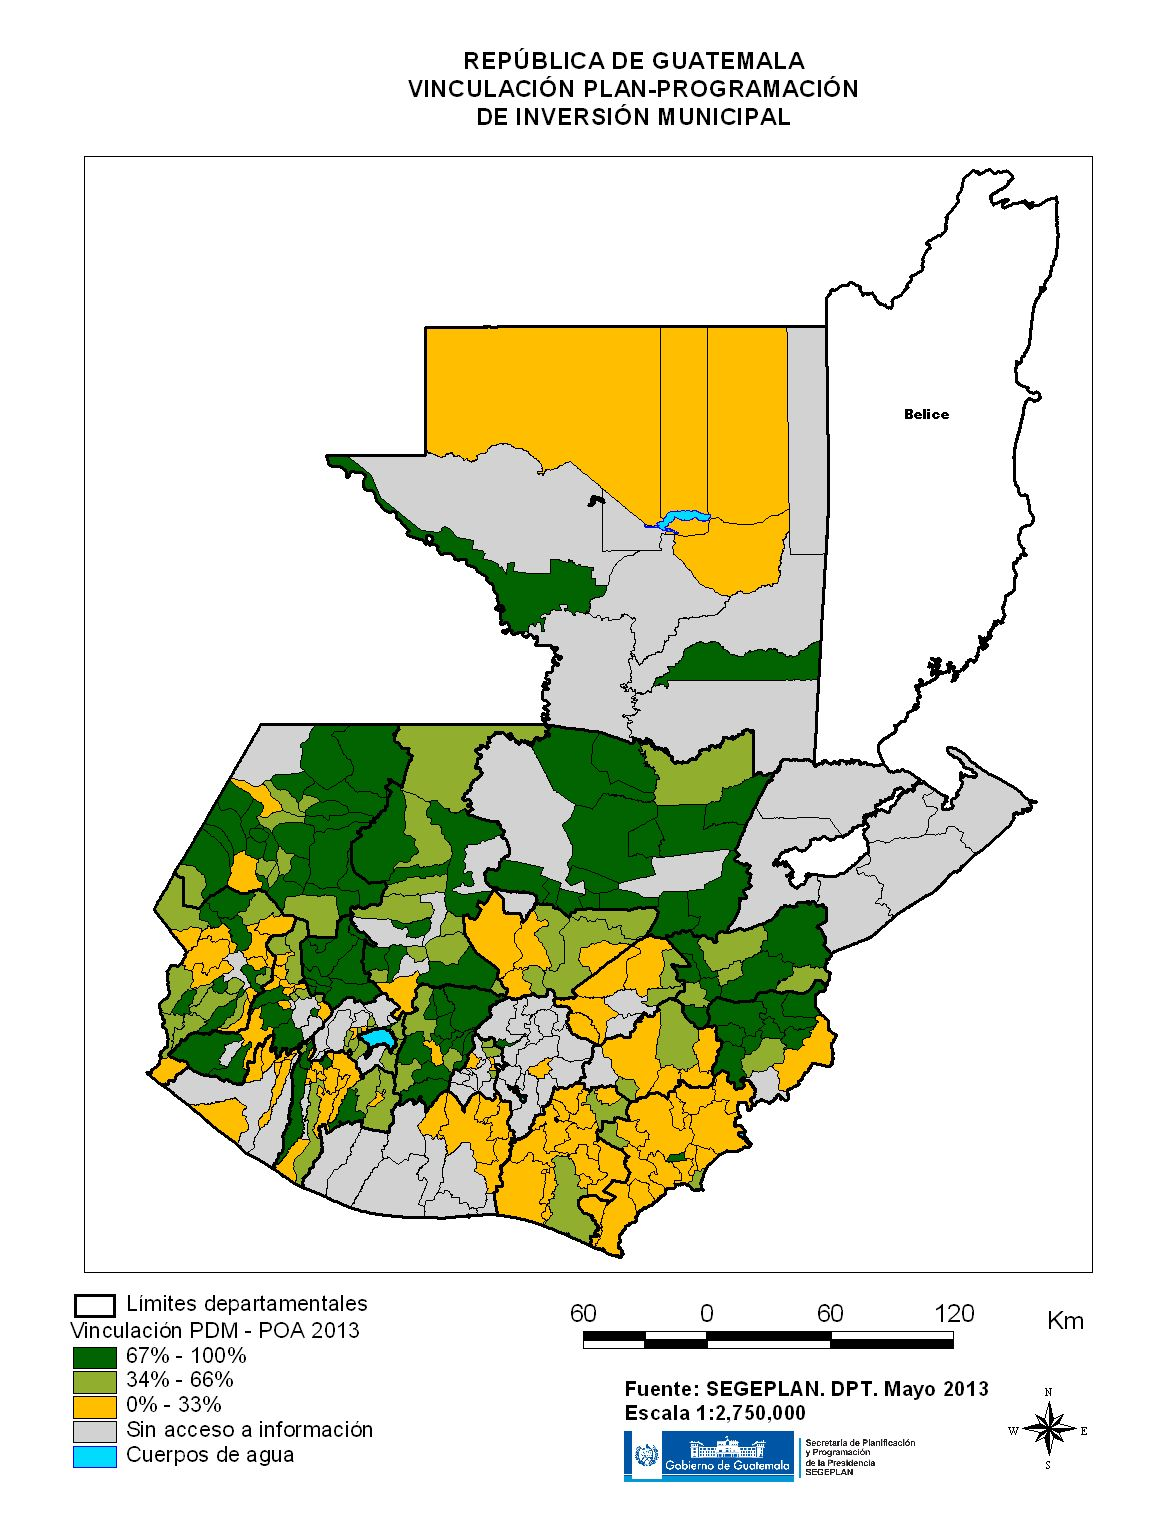 REPÚBLICA DE GUATEMALA
VINCULACIÓN PLAN-PROGRAMACIÓN
DE INVERSIÓN MUNICIPAL
Belice
Límites departamentales
Vinculación PDM - POA 2013
67% - 100%
34% - 66%
0% - 33%
Sin acceso a información
Cuerpos de agua
60 0 60 120
Km
Fuente: SEGEPLAN. DPT. Mayo 2013
Escala 1:2,750,000
Gobierno de Guatemala
Secretaria de Planificación
y Programación
de la Presidencia
SEGEPLAN
N
W E
S